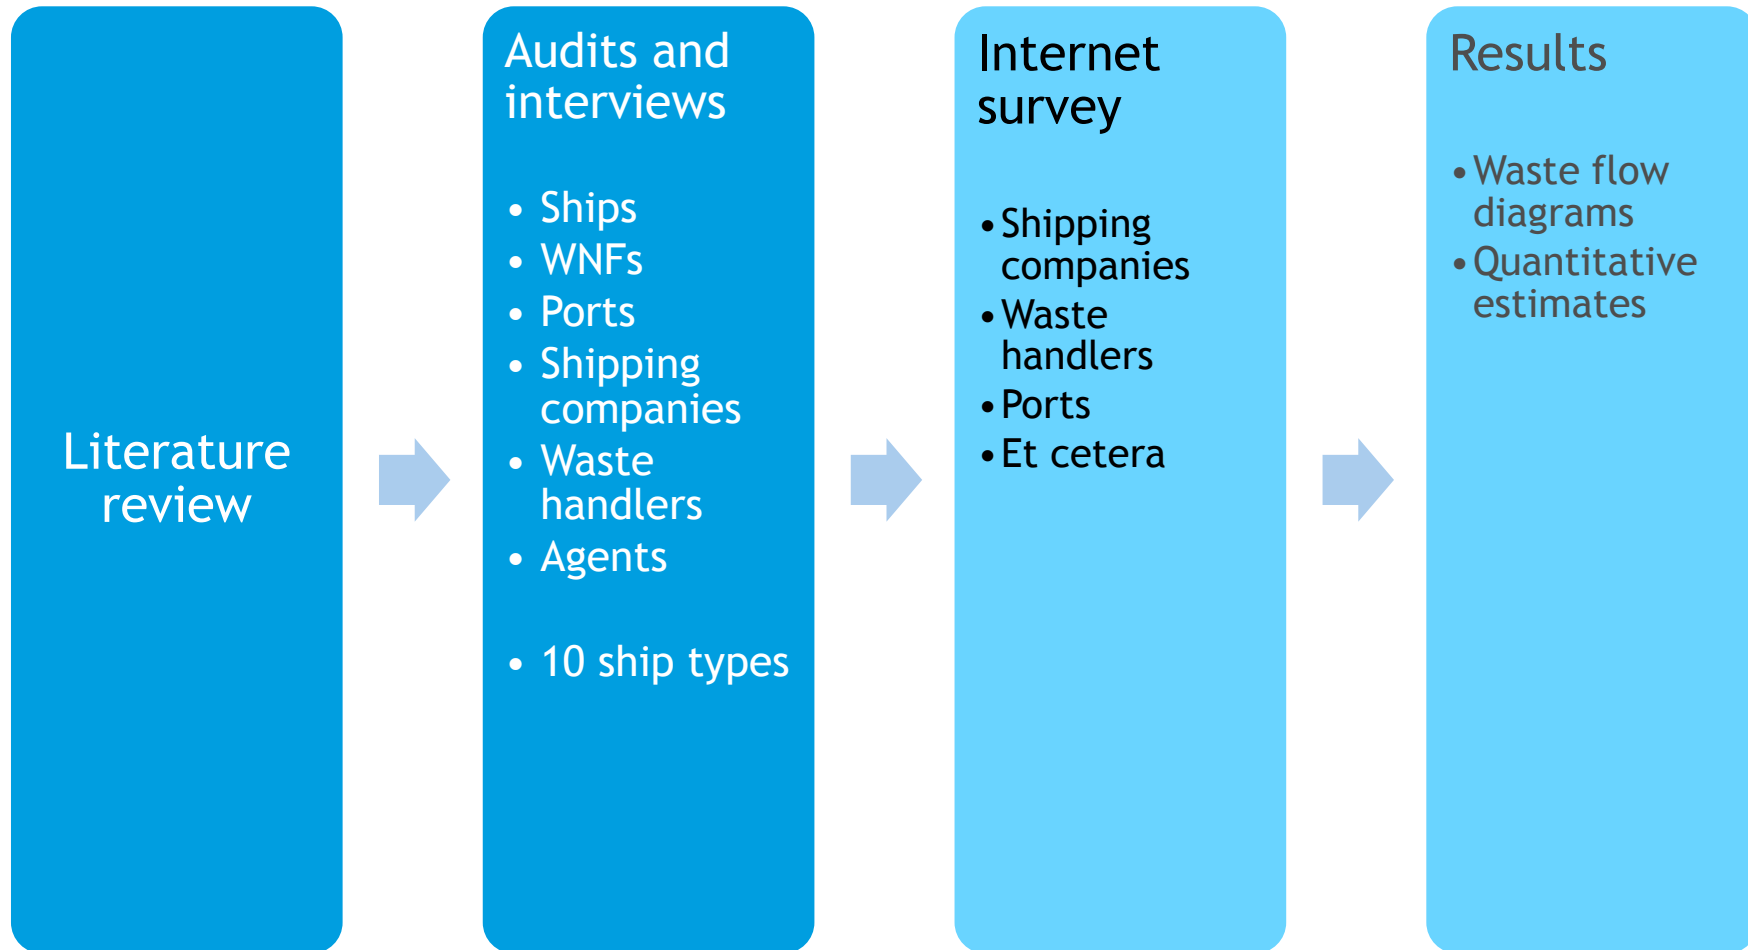 Literature
review
Audits and
interviews
• Ships
• WNFs
• Ports
• Shipping
companies
• Waste
handlers
• Agents
• 10 ship types
Internet
survey
• Shipping
companies
• Waste
handlers
• Ports
• Et cetera
Results
• Waste flow
diagrams
• Quantitative
estimates